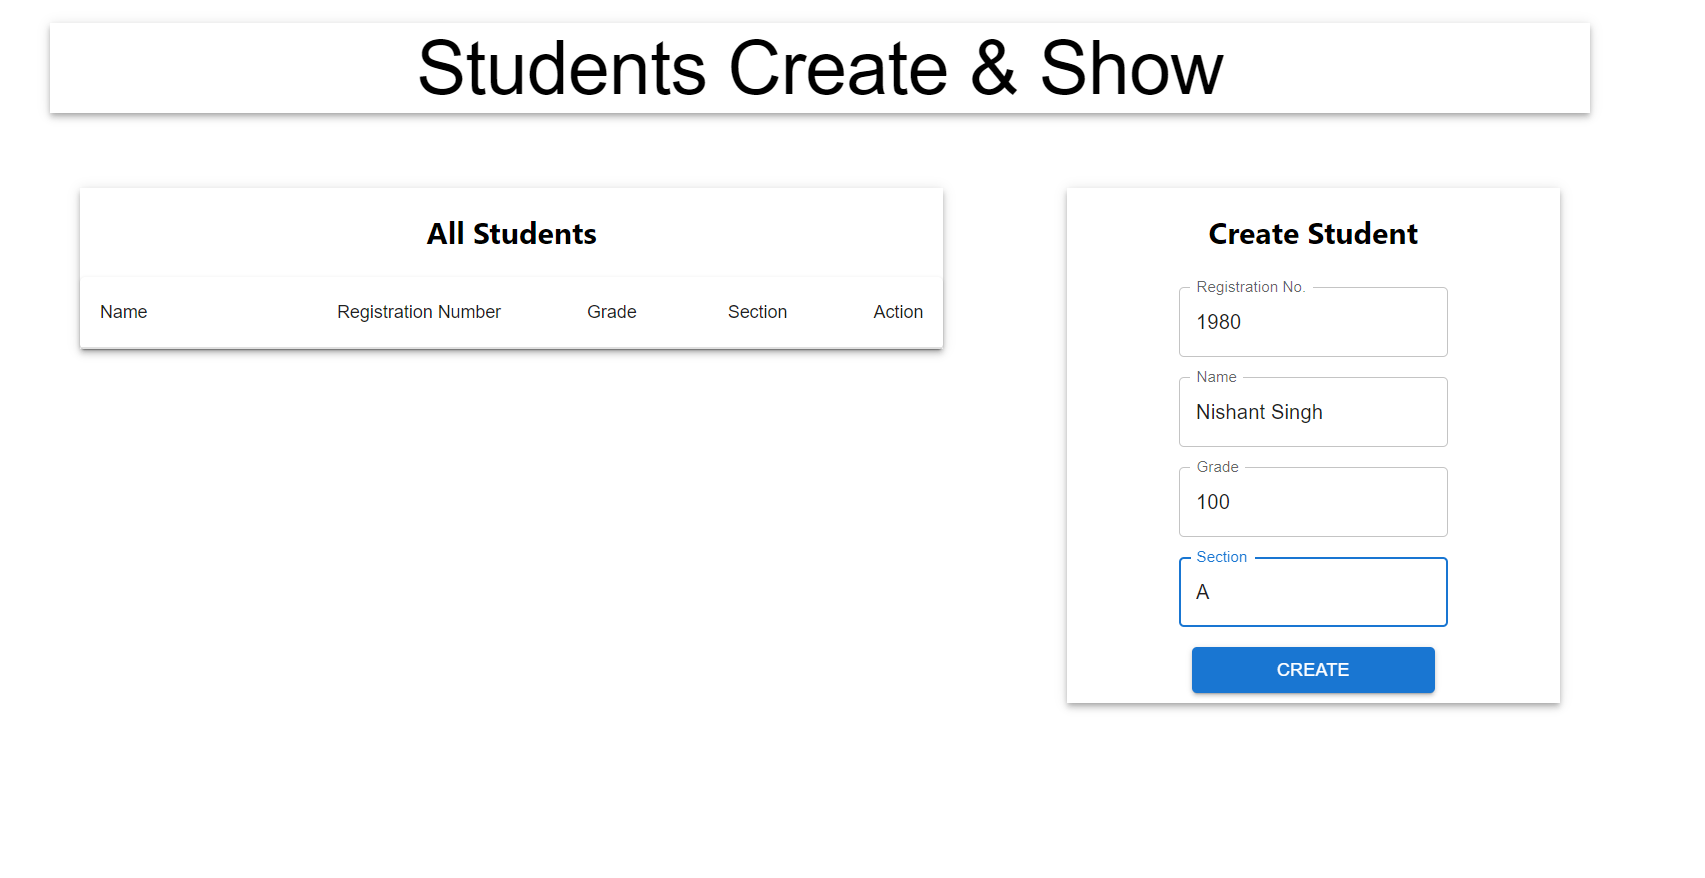 Students Create & Show
All Students
Name Registration Number Grade Section Action
Create Student
Registration No.
1980
Name
Nishant Singh
Grade
100
Section
A
CREATE